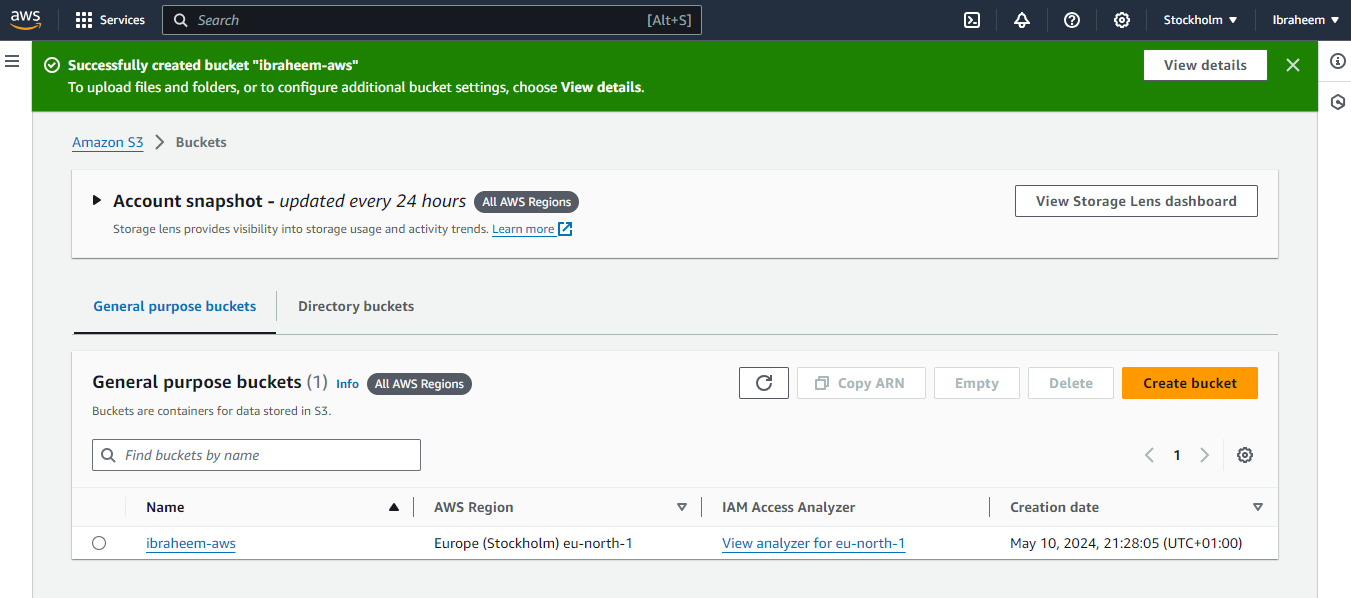 aws Services Search [Alt+S] Stockholm Ibraheem
Successfully created bucket "ibraheem-aws"
To upload files and folders, or to configure additional bucket settings, choose View details.
View details
Amazon S3 Buckets
Account snapshot - updated every 24 hours All AWS Regions
Storage lens provides visibility into storage usage and activity trends. Learn more
View Storage Lens dashboard
General purpose buckets Directory buckets
General purpose buckets (1) Info All AWS Regions
Buckets are containers for data stored in S3.
Copy ARN Empty Delete Create bucket
Find buckets by name
1
Name AWS Region IAM Access Analyzer Creation date
ibraheem-aws Europe (Stockholm) eu-north-1 View analyzer for eu-north-1 May 10, 2024, 21:28:05 (UTC+01:00)